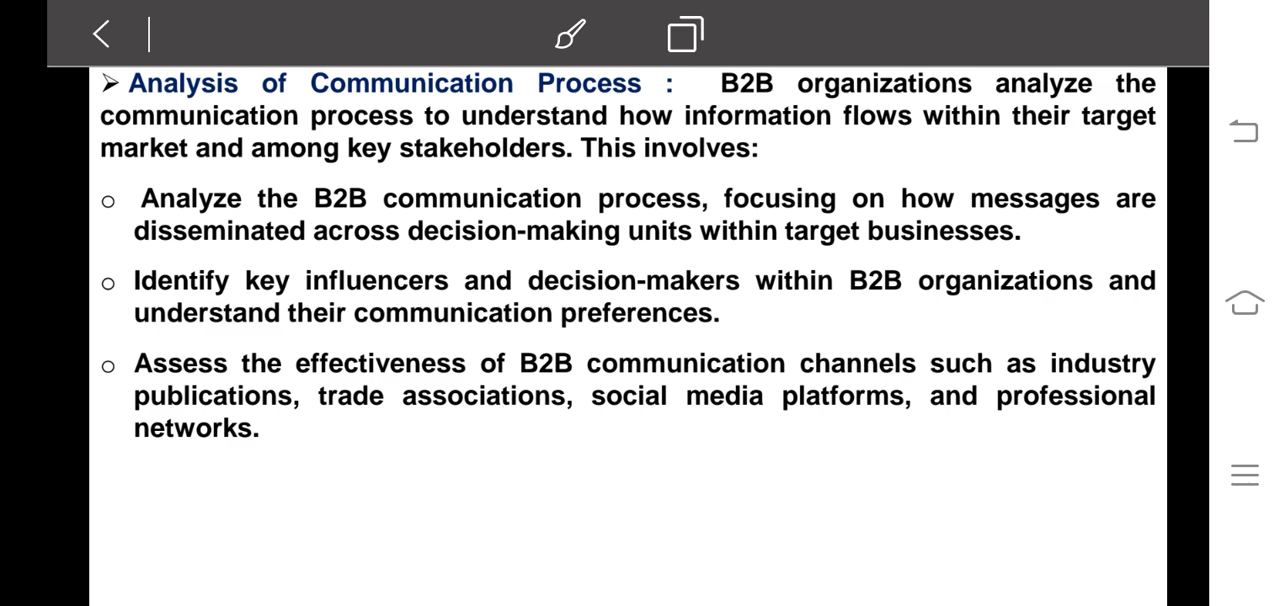 ➢ Analysis of Communication Process : B2B organizations analyze the
communication process to understand how information flows within their target
market and among key stakeholders. This involves:
o Analyze the B2B communication process, focusing on how messages are
disseminated across decision-making units within target businesses.
o Identify key influencers and decision-makers within B2B organizations and
understand their communication preferences.
o Assess the effectiveness of B2B communication channels such as industry
publications, trade associations, social media platforms, and professional
networks.